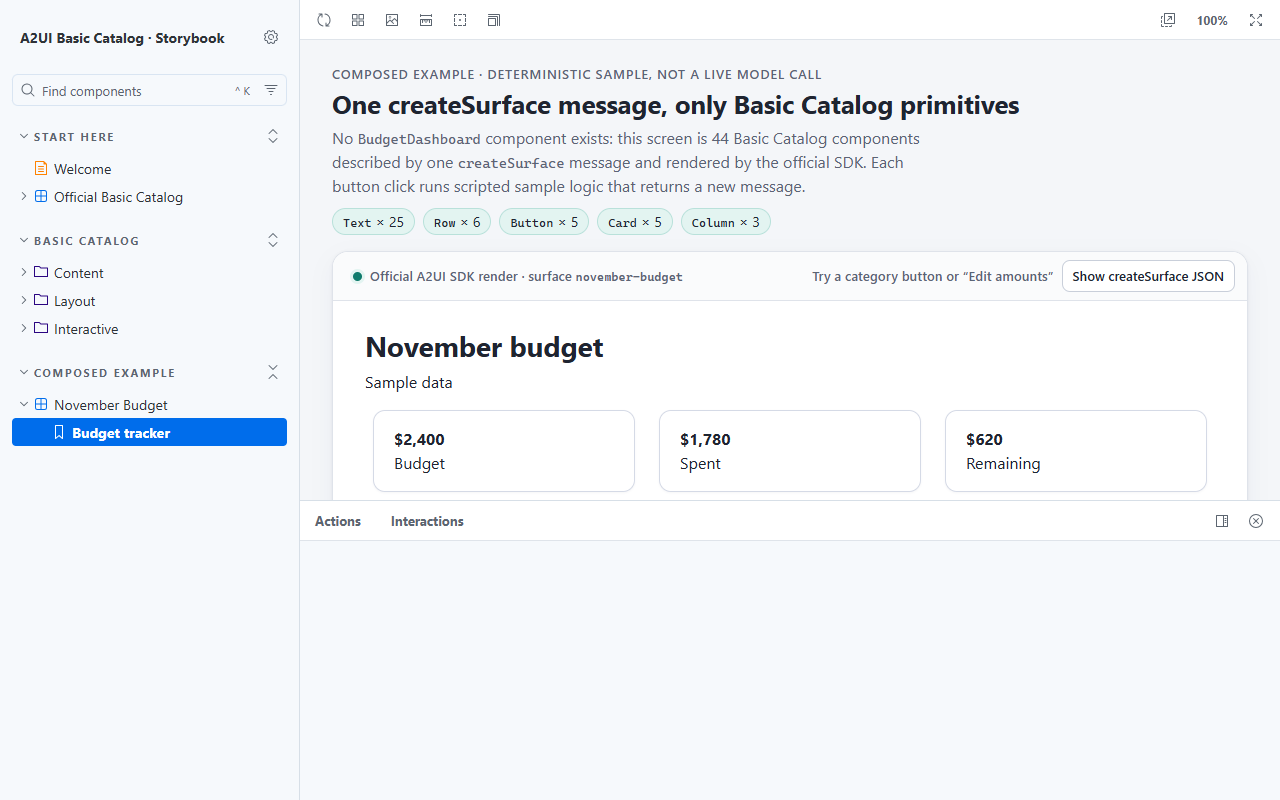 A2UI Basic Catalog · Storybook
Find components
^ K
START HERE
Welcome
Official Basic Catalog
BASIC CATALOG
Content
Layout
Interactive
COMPOSED EXAMPLE
November Budget
Budget tracker
100%
COMPOSED EXAMPLE · DETERMINISTIC SAMPLE, NOT A LIVE MODEL CALL
One createSurface message, only Basic Catalog primitives
No BudgetDashboard component exists: this screen is 44 Basic Catalog components
described by one createSurface message and rendered by the official SDK. Each
button click runs scripted sample logic that returns a new message.
Text × 25 Row × 6 Button × 5 Card × 5 Column × 3
Official A2UI SDK render · surface november-budget
Try a category button or “Edit amounts”
Show createSurface JSON
November budget
Sample data
$2,400
Budget
$1,780
Spent
$620
Remaining
Actions
Interactions